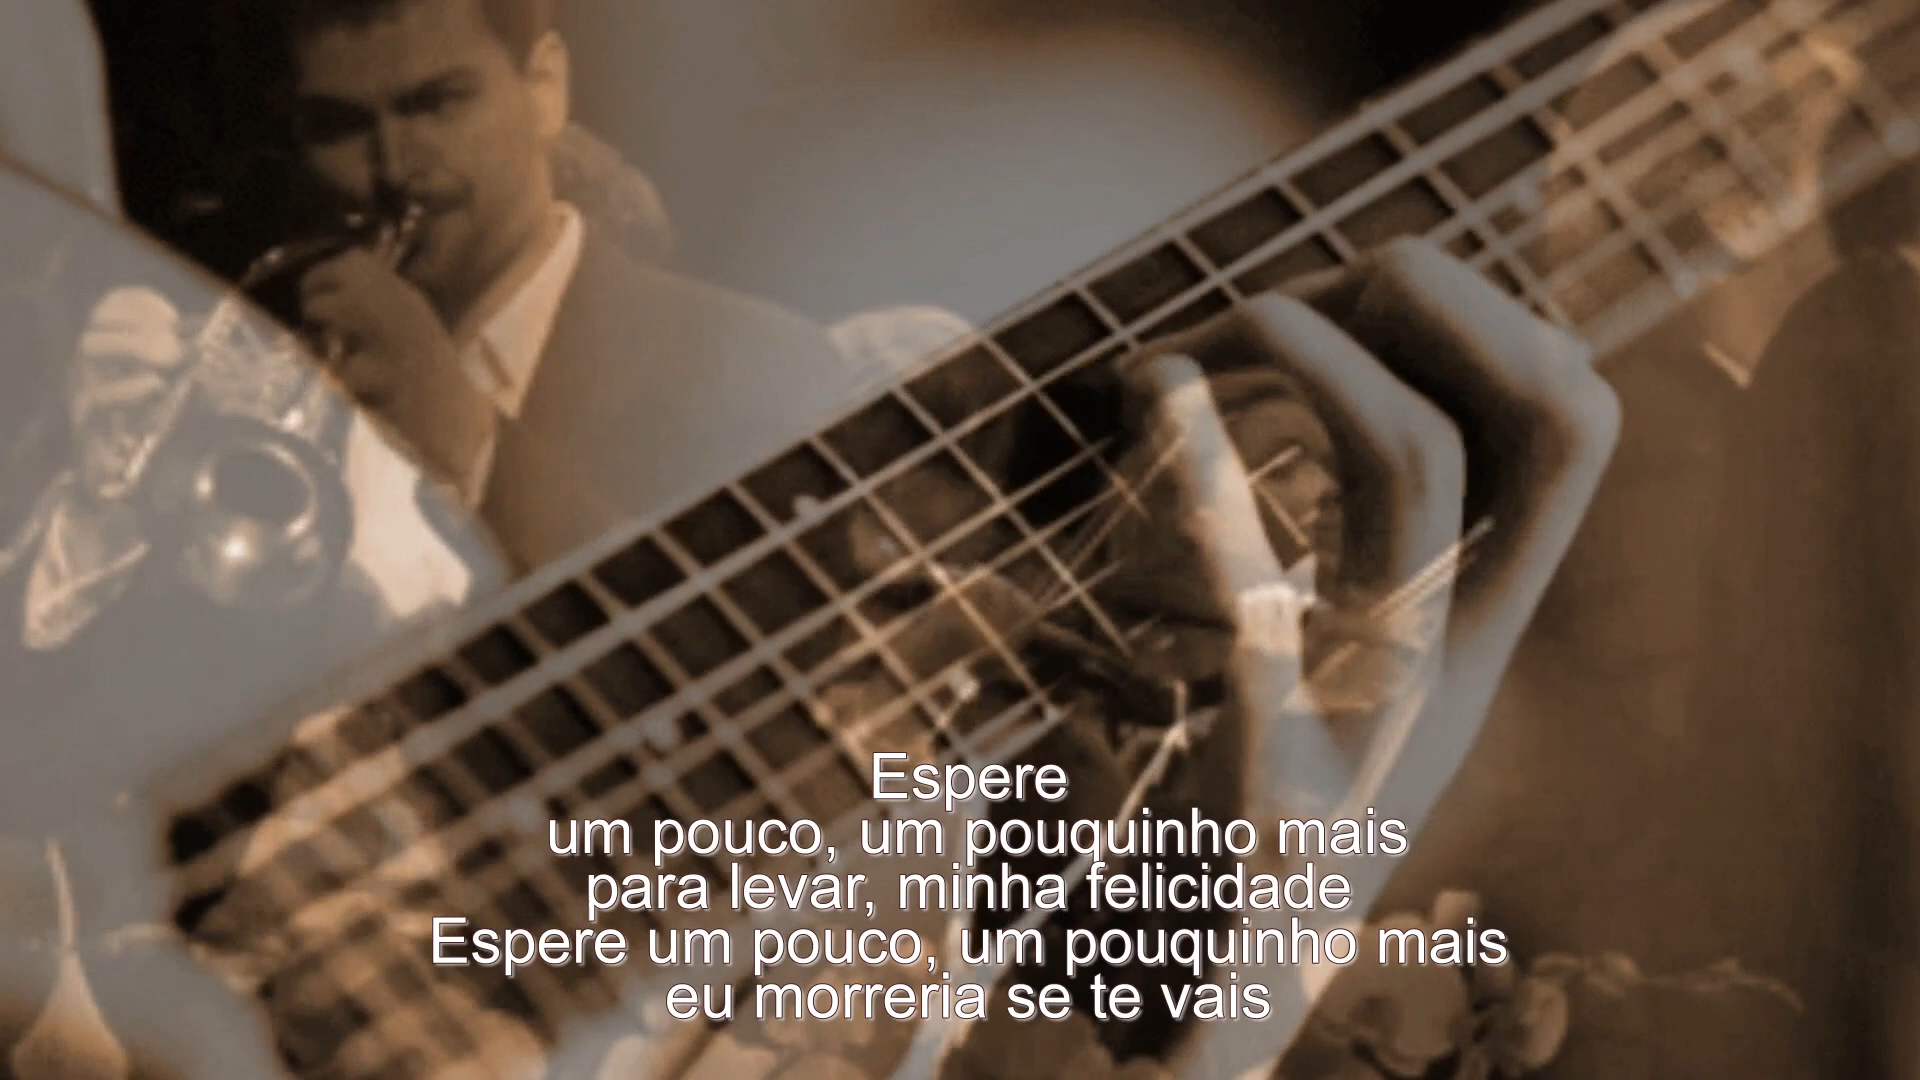 Espere
um pouco, um pouquinho mais
para levar, minha felicidade
Espere um pouco, um pouquinho mais
eu morreria se te vais